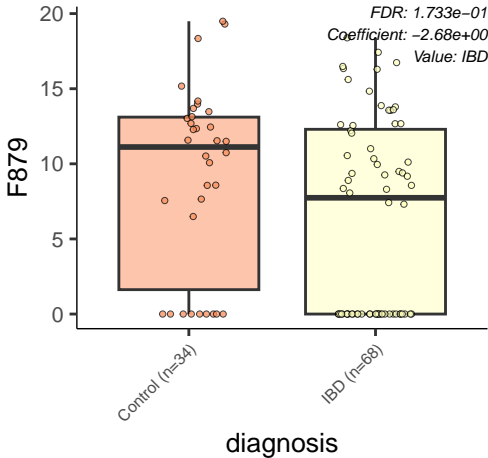 FDR: 1.733e−01
Coefficient: −2.68e+00
Value: IBD
20
15
10
5
0
F879
Control (n=34)
IBD (n=68)
diagnosis